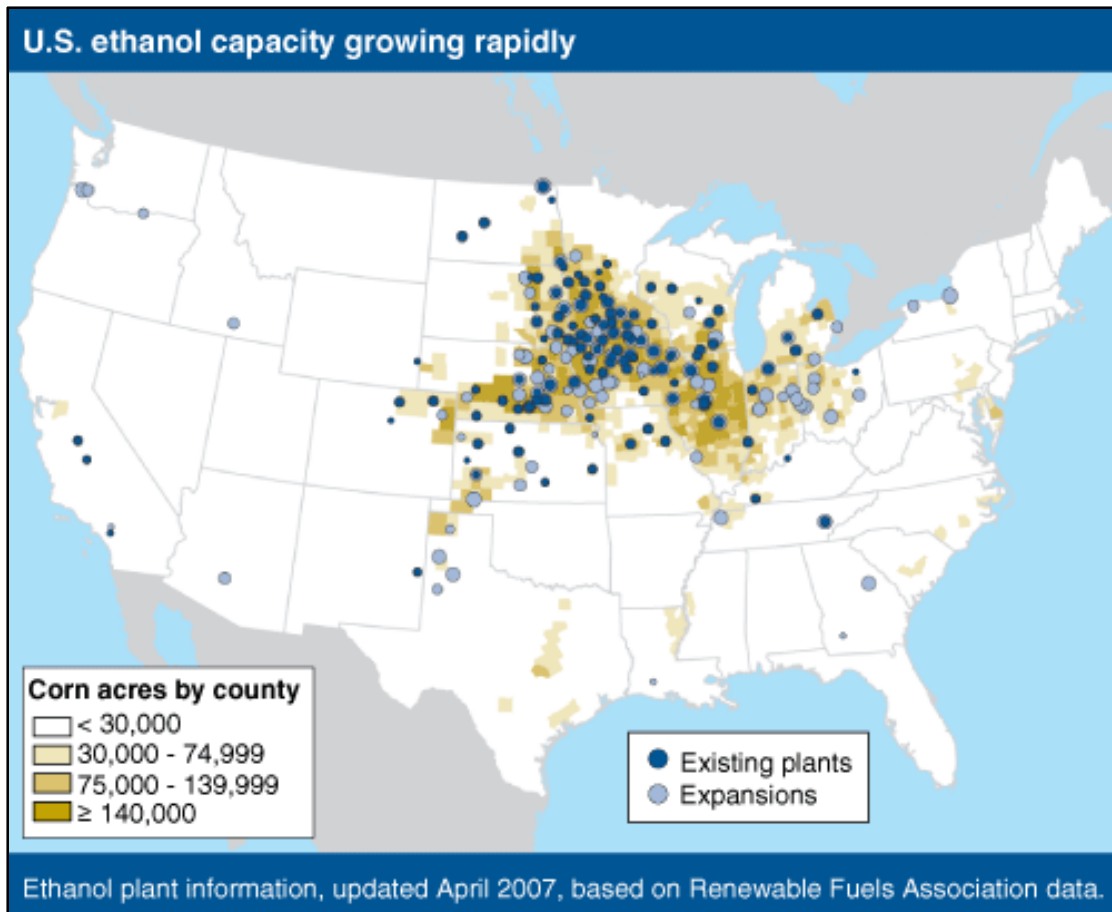 U.S. ethanol capacity growing rapidly
Corn acres by county
< 30,000
30,000 - 74,999
75,000 - 139,999
≥ 140,000
Existing plants
Expansions
Ethanol plant information, updated April 2007, based on Renewable Fuels Association data.